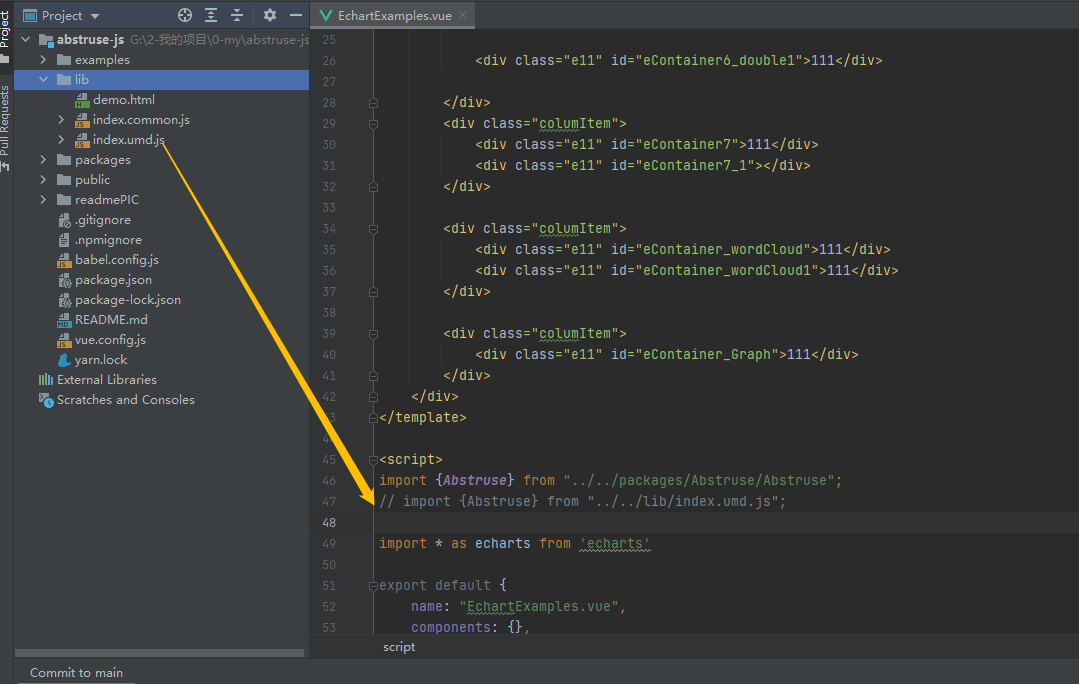 Project
EchartExamples.vue
Project
Pull Requests
abstruse-js G:\2-我的项目\0-my\abstruse-js
examples
lib
demo.html
index.common.js
index.umd.js
packages
public
readmePIC
.gitignore
.npmignore
babel.config.js
package.json
package-lock.json
README.md
vue.config.js
yarn.lock
External Libraries
Scratches and Consoles
25
26 <div class="e11" id="eContainer6_double1">111</div>
27
28 </div>
29 <div class="columItem">
30 <div class="e11" id="eContainer7">111</div>
31 <div class="e11" id="eContainer7_1"></div>
32 </div>
33
34 <div class="columItem">
35 <div class="e11" id="eContainer_wordCloud">111</div>
36 <div class="e11" id="eContainer_wordCloud1">111</div>
37 </div>
38
39 <div class="columItem">
40 <div class="e11" id="eContainer_Graph">111</div>
41 </div>
42 </div>
43 </template>
44
45 <script>
46 import {Abstruse} from "../../packages/Abstruse/Abstruse";
47 // import {Abstruse} from "../../lib/index.umd.js";
48
49 import * as echarts from 'echarts'
50
51 export default {
52 name: "EchartExamples.vue",
53 components: {},
script
Commit to main